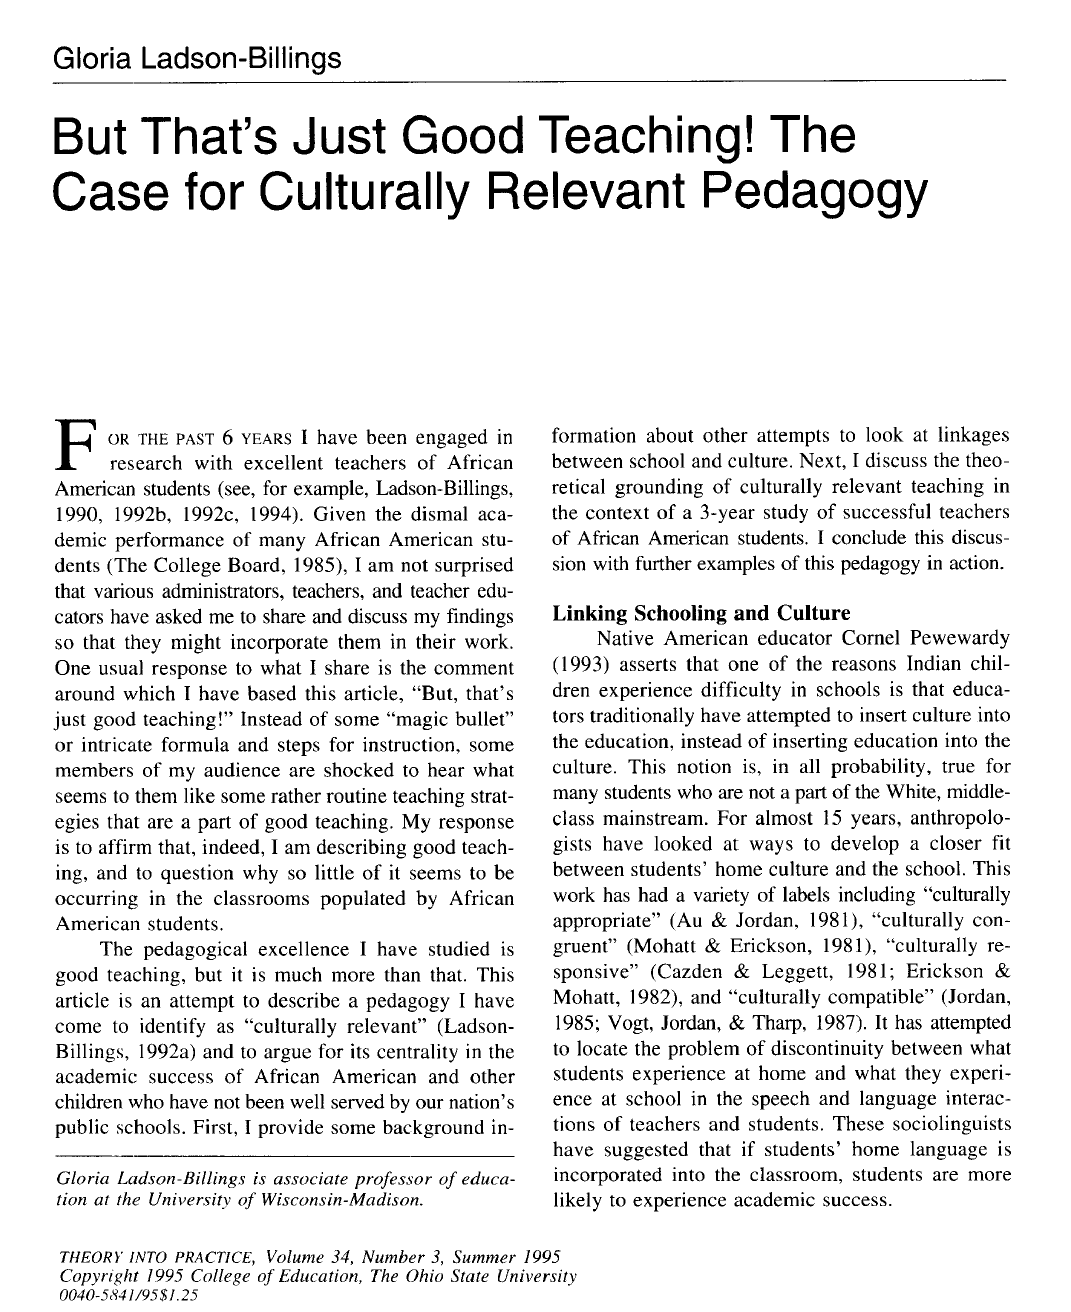 Gloria Ladson-Billings
But That's Just Good Teaching! The
Case for Culturally Relevant Pedagogy
FOR THE PAST 6 YEARS I have been engaged in
research with excellent teachers of African
American students (see, for example, Ladson-Billings,
1990, 1992b, 1992c, 1994). Given the dismal aca-
demic performance of many African American stu-
dents (The College Board, 1985), I am not surprised
that various administrators, teachers, and teacher edu-
cators have asked me to share and discuss my findings
so that they might incorporate them in their work.
One usual response to what I share is the comment
around which I have based this article, “But, that’s
just good teaching!” Instead of some “magic bullet”
or intricate formula and steps for instruction, some
members of my audience are shocked to hear what
seems to them like some rather routine teaching strat-
egies that are a part of good teaching. My response
is to affirm that, indeed, I am describing good teach-
ing, and to question why so little of it seems to be
occurring in the classrooms populated by African
American students.
The pedagogical excellence I have studied is
good teaching, but it is much more than that. This
article is an attempt to describe a pedagogy I have
come to identify as “culturally relevant” (Ladson-
Billings, 1992a) and to argue for its centrality in the
academic success of African American and other
children who have not been well served by our nation’s
public schools. First, I provide some background in-
Gloria Ladson-Billings is associate professor of educa-
tion at the University of Wisconsin-Madison.
formation about other attempts to look at linkages
between school and culture. Next, I discuss the theo-
retical grounding of culturally relevant teaching in
the context of a 3-year study of successful teachers
of African American students. I conclude this discus-
sion with further examples of this pedagogy in action.
Linking Schooling and Culture
Native American educator Cornel Pewewardy
(1993) asserts that one of the reasons Indian chil-
dren experience difficulty in schools is that educa-
tors traditionally have attempted to insert culture into
the education, instead of inserting education into the
culture. This notion is, in all probability, true for
many students who are not a part of the White, middle-
class mainstream. For almost 15 years, anthropolo-
gists have looked at ways to develop a closer fit
between students’ home culture and the school. This
work has had a variety of labels including “culturally
appropriate” (Au & Jordan, 1981), “culturally con-
gruent” (Mohatt & Erickson, 1981), “culturally re-
sponsive” (Cazden & Leggett, 1981; Erickson &
Mohatt, 1982), and “culturally compatible” (Jordan,
1985; Vogt, Jordan, & Tharp, 1987). It has attempted
to locate the problem of discontinuity between what
students experience at home and what they experi-
ence at school in the speech and language interac-
tions of teachers and students. These sociolinguists
have suggested that if students’ home language is
incorporated into the classroom, students are more
likely to experience academic success.
THEORY INTO PRACTICE, Volume 34, Number 3, Summer 1995
Copyright 1995 College of Education, The Ohio State University
0040-5841/95$1.25